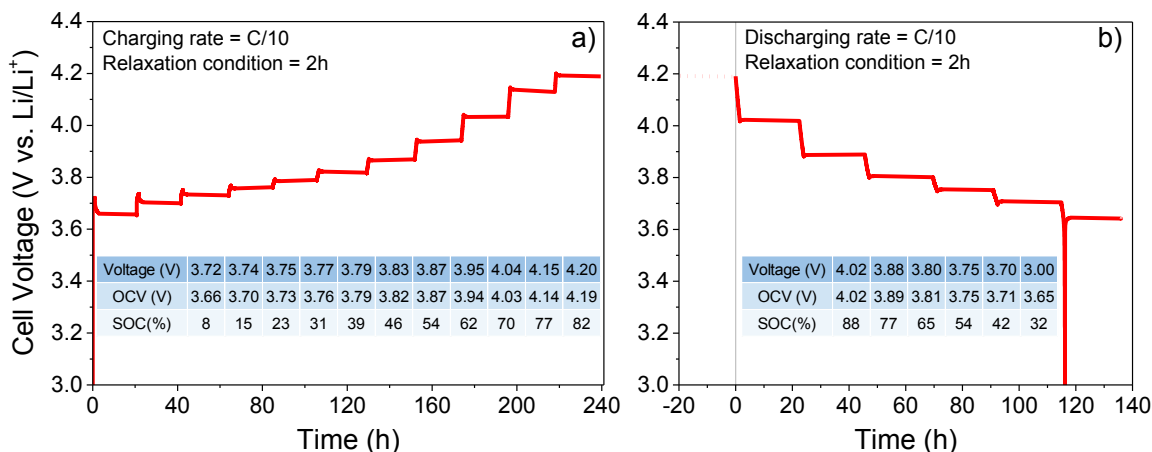 Cell Voltage (V vs. Li/Li⁺)
4.4
4.2
4.0
3.8
3.6
3.4
3.2
3.0
Charging rate = C/10
Relaxation condition = 2h
a)
Voltage (V) 3.72 3.74 3.75 3.77 3.79 3.83 3.87 3.95 4.04 4.15 4.20
OCV (V) 3.66 3.70 3.73 3.76 3.79 3.82 3.87 3.94 4.03 4.14 4.19
SOC(%) 8 15 23 31 39 46 54 62 70 77 82
0 40 80 120 160 200 240
Time (h)
4.4
4.2
4.0
3.8
3.6
3.4
3.2
3.0
Discharging rate = C/10
Relaxation condition = 2h
b)
Voltage (V) 4.02 3.88 3.80 3.75 3.70 3.00
OCV (V) 4.02 3.89 3.81 3.75 3.71 3.65
SOC(%) 88 77 65 54 42 32
-20 0 20 40 60 80 100 120 140
Time (h)